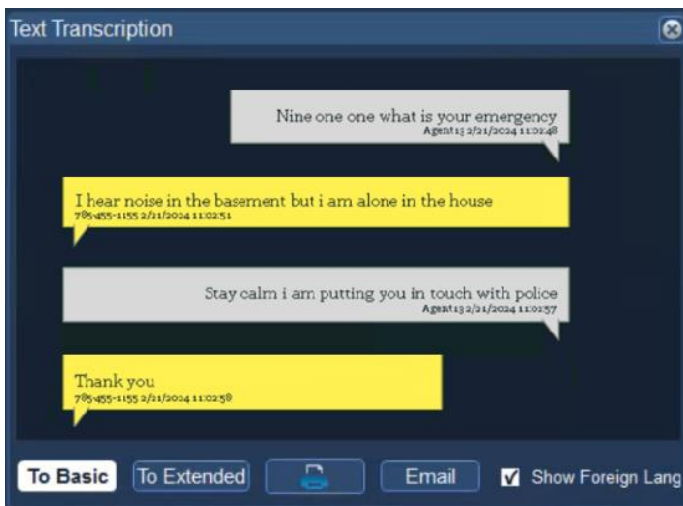 Text Transcription
Nine one one what is your emergency
Agent13 2/21/2024 11:02:48
I hear noise in the basement but i am alone in the house
785-455-1155 2/21/2024 11:02:51
Stay calm i am putting you in touch with police
Agent13 2/21/2024 11:02:57
Thank you
785-455-1155 2/21/2024 11:02:58
To Basic To Extended Email Show Foreign Lang